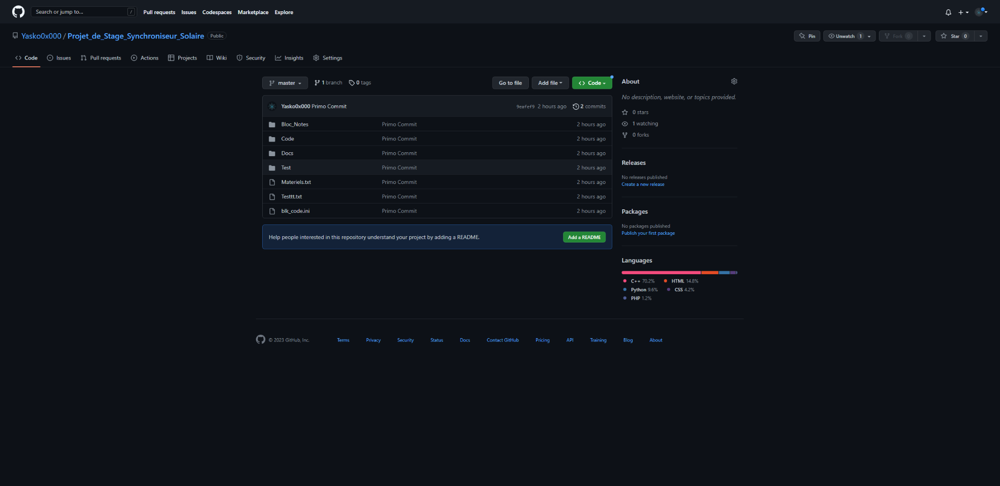 Search or jump to... /
Pull requests Issues Codespaces Marketplace Explore
Yasko0x000 / Projet_de_Stage_Synchroniseur_Solaire Public
Pin Unwatch 1 Fork 0 Star 0
Code Issues Pull requests Actions Projects Wiki Security Insights Settings
master 1 branch 0 tags Go to file Add file Code
Yasko0x000 Primo Commit 9eafef9 2 hours ago 2 commits
Bloc_Notes Primo Commit 2 hours ago
Code Primo Commit 2 hours ago
Docs Primo Commit 2 hours ago
Test Primo Commit 2 hours ago
Materiels.txt Primo Commit 2 hours ago
Testtt.txt Primo Commit 2 hours ago
blk_code.ini Primo Commit 2 hours ago
Help people interested in this repository understand your project by adding a README. Add a README
About
No description, website, or topics provided.
0 stars
1 watching
0 forks
Releases
No releases published
Create a new release
Packages
No packages published
Publish your first package
Languages
C++ 70.2% HTML 14.8%
Python 9.6% CSS 4.2%
PHP 1.2%
© 2023 GitHub, Inc. Terms Privacy Security Status Docs Contact GitHub Pricing API Training Blog About